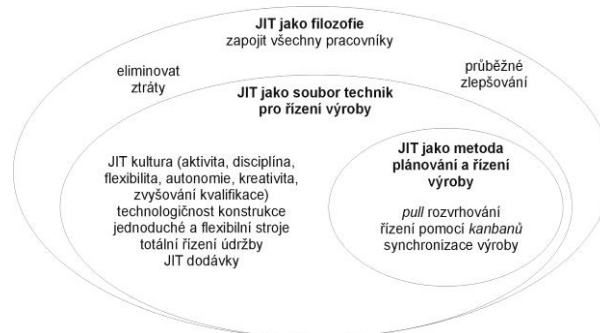 JIT jako filozofie
zapojit všechny pracovníky
eliminovat
ztráty
průběžné
zlepšování
JIT jako soubor technik
pro řízení výroby
JIT kultura (aktivita, disciplína,
flexibilita, autonomie, kreativita,
zvyšování kvalifikace)
technologičnost konstrukce
jednoduché a flexibilní stroje
totální řízení údržby
JIT dodávky
JIT jako metoda
plánování a řízení
výroby
pull rozvrhování
řízení pomocí kanbanů
synchronizace výroby